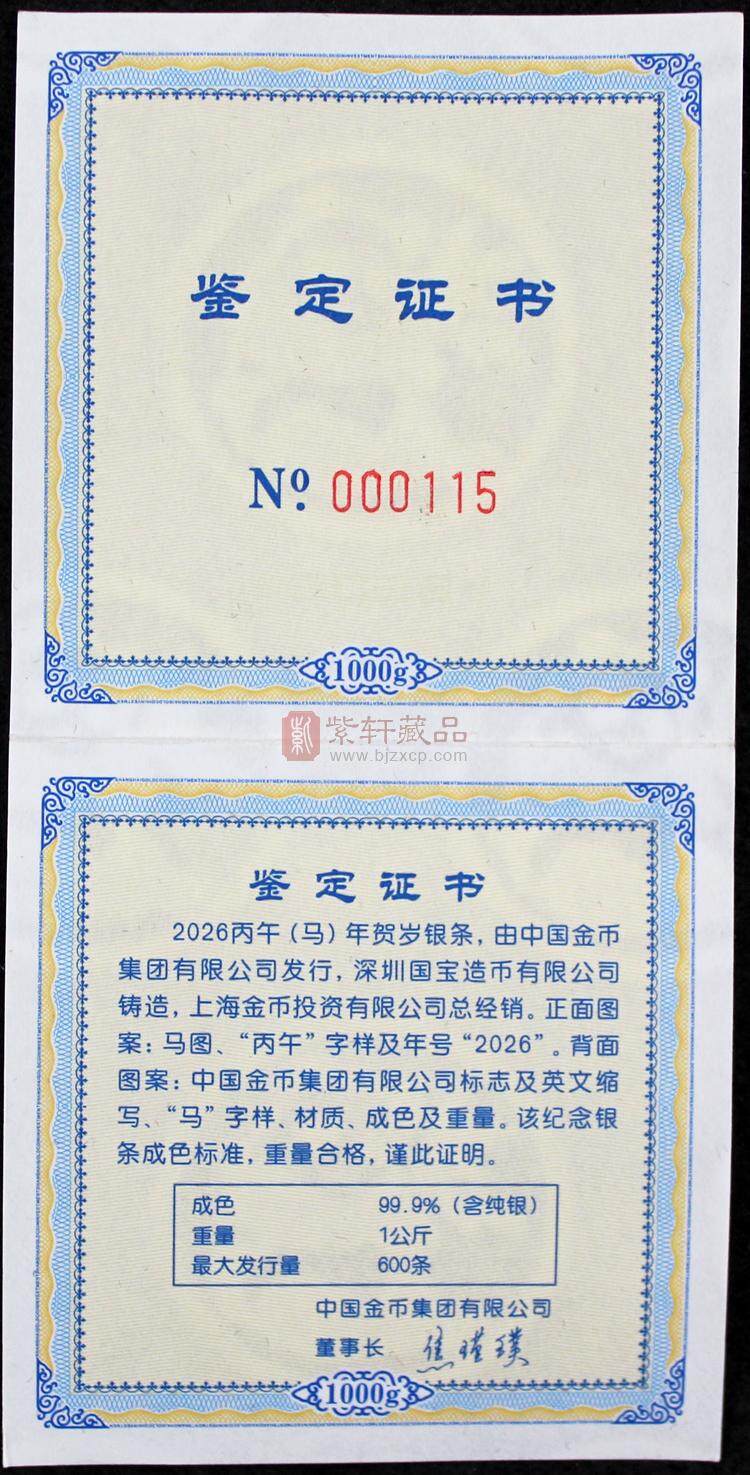 鉴定证书
Nº. 000115
1000g
紫轩藏品
www.bjzxcp.com
鉴定证书
2026丙午（马）年贺岁银条，由中国金币
集团有限公司发行，深圳国宝造币有限公司
铸造，上海金币投资有限公司总经销。正面图
案：马图、“丙午”字样及年号“2026”。背面
图案：中国金币集团有限公司标志及英文缩
写、“马”字样、材质、成色及重量。该纪念银
条成色标准，重量合格，谨此证明。
成色 99.9%（含纯银）
重量 1公斤
最大发行量 600条
中国金币集团有限公司
董事长 焦瑾璞
1000g